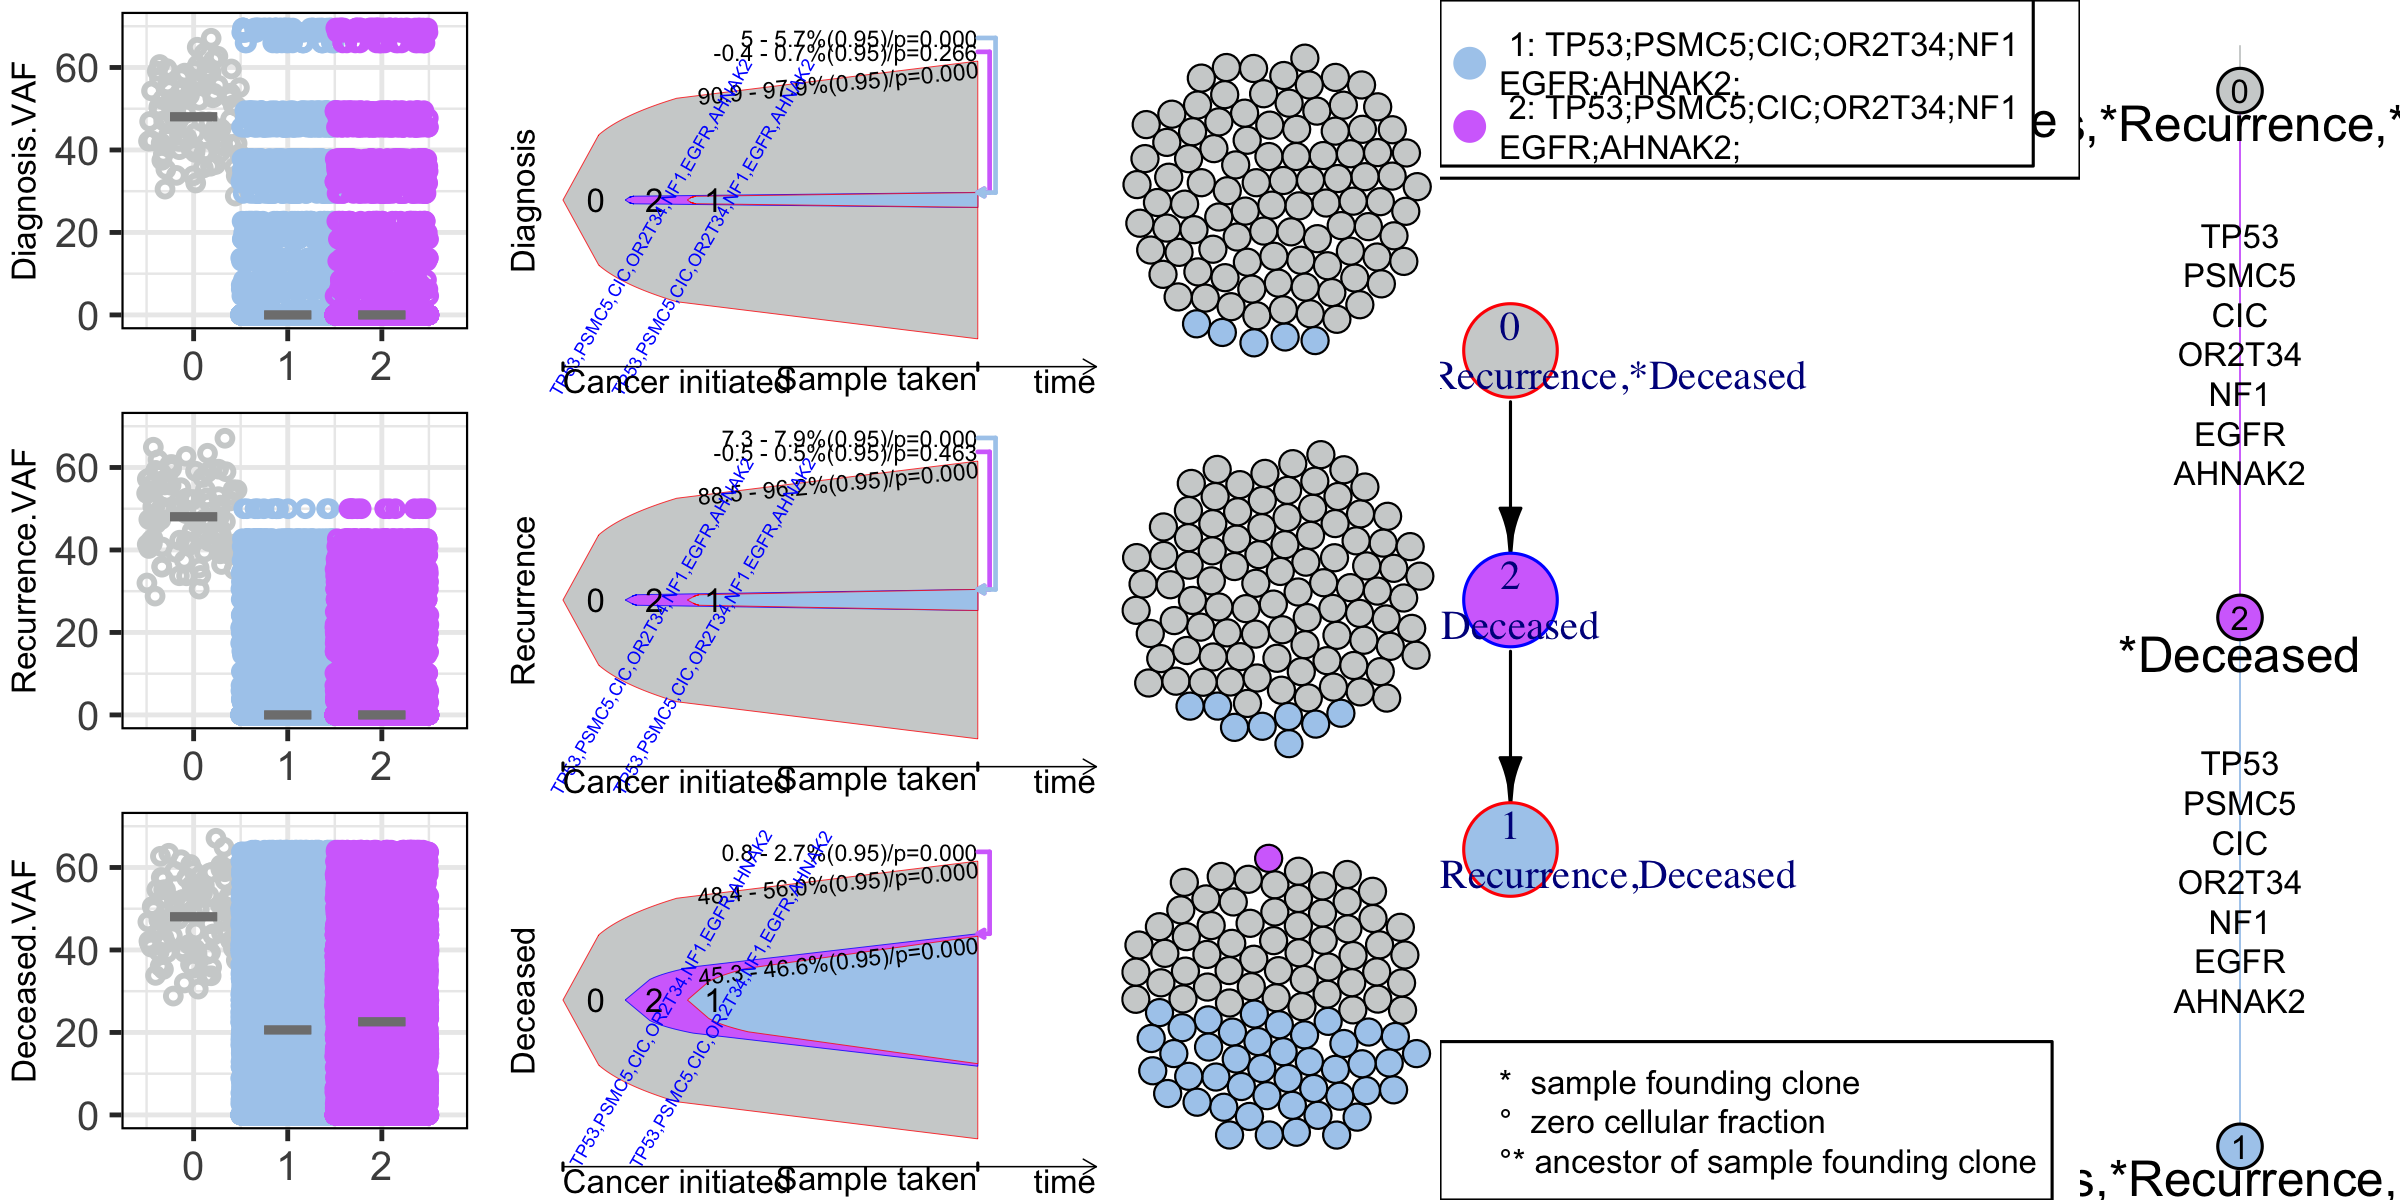 Diagnosis.VAF
60
40
20
0
0 1 2
Diagnosis
5 - 5.7%(0.95)/p=0.000
-0.4 - 0.7%(0.95)/p=0.266
90.9 - 97.9%(0.95)/p=0.000
0 2 1
TP53,PSMC5,CIC,OR2T34,NF1,EGFR,AHNAK2
TP53,PSMC5,CIC,OR2T34,NF1,EGFR,AHNAK2
Cancer initiated
Sample taken
time
Recurrence.VAF
60
40
20
0
0 1 2
Recurrence
7.3 - 7.9%(0.95)/p=0.000
-0.5 - 0.5%(0.95)/p=0.463
96.2%(0.95)/p=0.000
0 2 1
TP53,PSMC5,CIC,OR2T34,NF1,EGFR,AHNAK2
TP53,PSMC5,CIC,OR2T34,NF1,EGFR,AHNAK2
Cancer initiated
Sample taken
time
Deceased.VAF
60
40
20
0
0 1 2
Deceased
0.8 - 2.7%(0.95)/p=0.000
48.4 - 56.0%(0.95)/p=0.000
45.3 - 46.6%(0.95)/p=0.000
0 2 1
TP53,PSMC5,CIC,OR2T34,NF1,EGFR,AHNAK2
TP53,PSMC5,CIC,OR2T34,NF1,EGFR,AHNAK2
Cancer initiated
Sample taken
time
1: TP53;PSMC5;CIC;OR2T34;NF1
EGFR;AHNAK2;
2: TP53;PSMC5;CIC;OR2T34;NF1
EGFR;AHNAK2;
0
Recurrence,*Deceased
2
Deceased
1
Recurrence,Deceased
* sample founding clone
° zero cellular fraction
°* ancestor of sample founding clone
0
s,*Recurrence,*
TP53
PSMC5
CIC
OR2T34
NF1
EGFR
AHNAK2
2
*Deceased
TP53
PSMC5
CIC
OR2T34
NF1
EGFR
AHNAK2
1
s,*Recurrence,